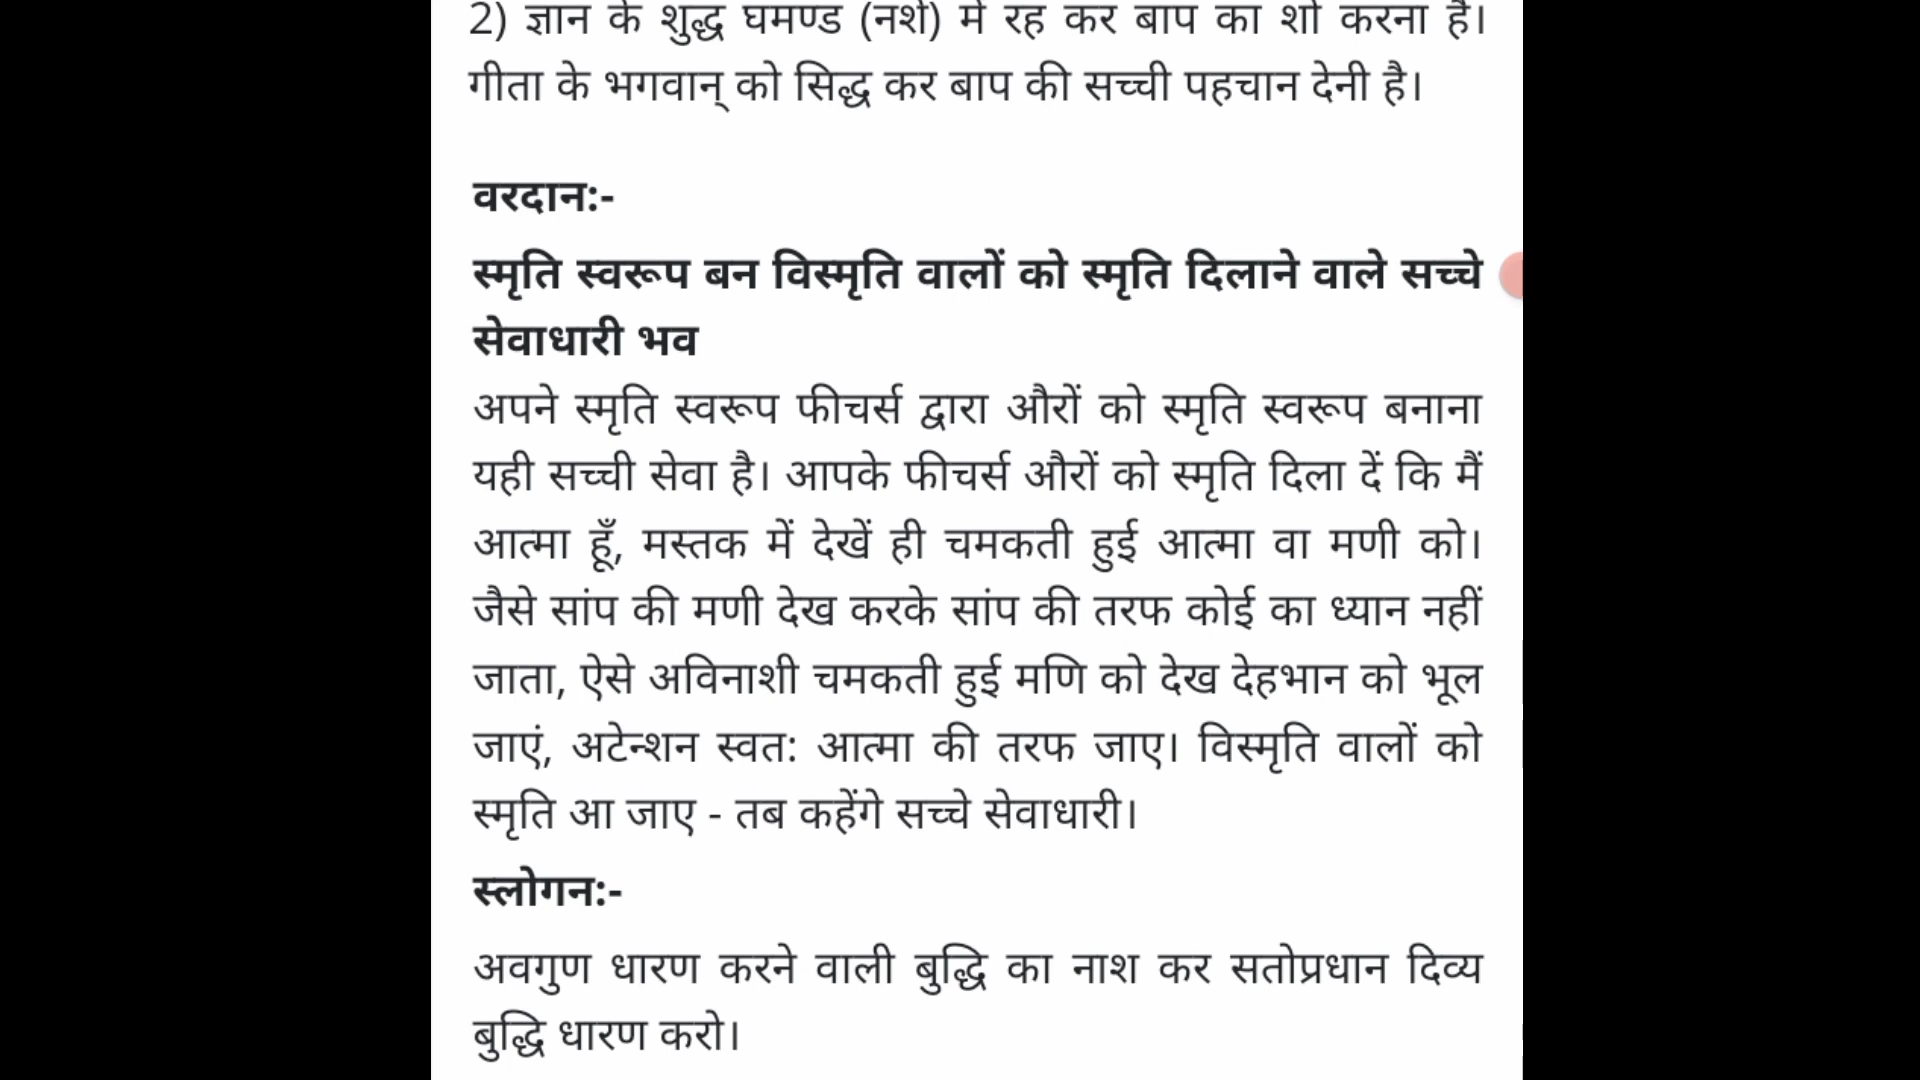 2) ज्ञान के शुद्ध घमण्ड (नशे) में रह कर बाप का शो करना है।
गीता के भगवान् को सिद्ध कर बाप की सच्ची पहचान देनी है।
वरदान:-
स्मृति स्वरूप बन विस्मृति वालों को स्मृति दिलाने वाले सच्चे
सेवाधारी भव
अपने स्मृति स्वरूप फीचर्स द्वारा औरों को स्मृति स्वरूप बनाना
यही सच्ची सेवा है। आपके फीचर्स औरों को स्मृति दिला दें कि मैं
आत्मा हूँ, मस्तक में देखें ही चमकती हुई आत्मा वा मणी को।
जैसे सांप की मणी देख करके सांप की तरफ कोई का ध्यान नहीं
जाता, ऐसे अविनाशी चमकती हुई मणि को देख देहभान को भूल
जाएं, अटेन्शन स्वत: आत्मा की तरफ जाए। विस्मृति वालों को
स्मृति आ जाए - तब कहेंगे सच्चे सेवाधारी।
स्लोगन:-
अवगुण धारण करने वाली बुद्धि का नाश कर सतोप्रधान दिव्य
बुद्धि धारण करो।